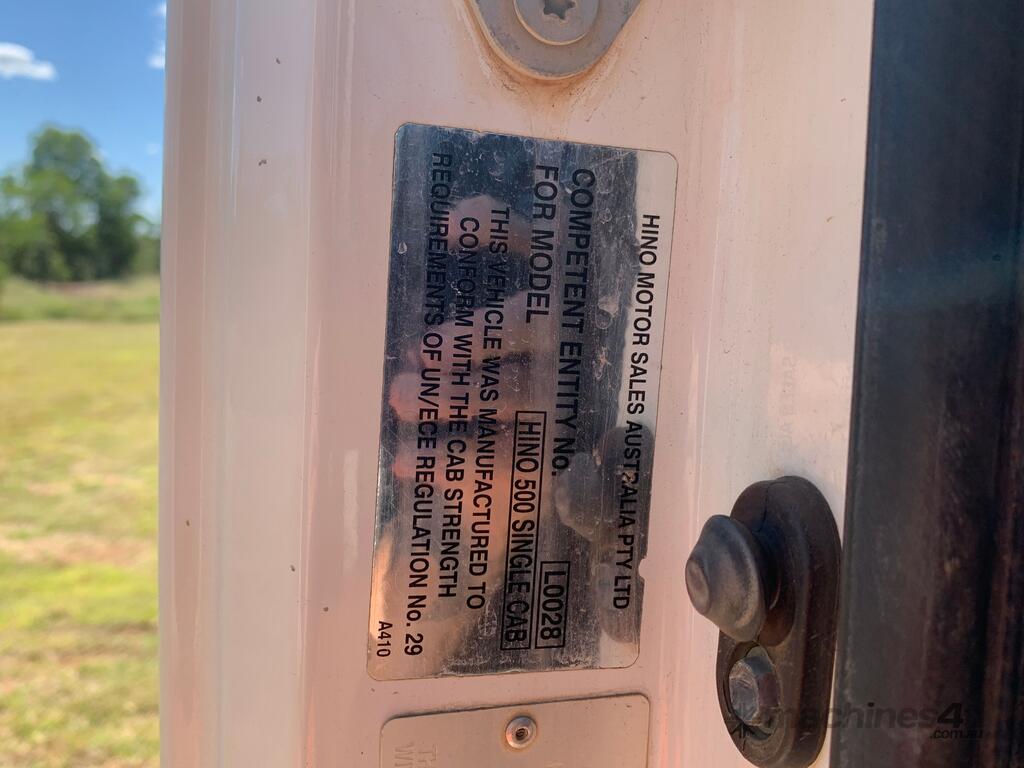 HINO MOTOR SALES AUSTRALIA PTY LTD
COMPETENT ENTITY No. L0028
FOR MODEL HINO 500 SINGLE CAB
THIS VEHICLE WAS MANUFACTURED TO
CONFORM WITH THE CAB STRENGTH
REQUIREMENTS OF UN/ECE REGULATION No. 29
A410
machines4u
.com.au